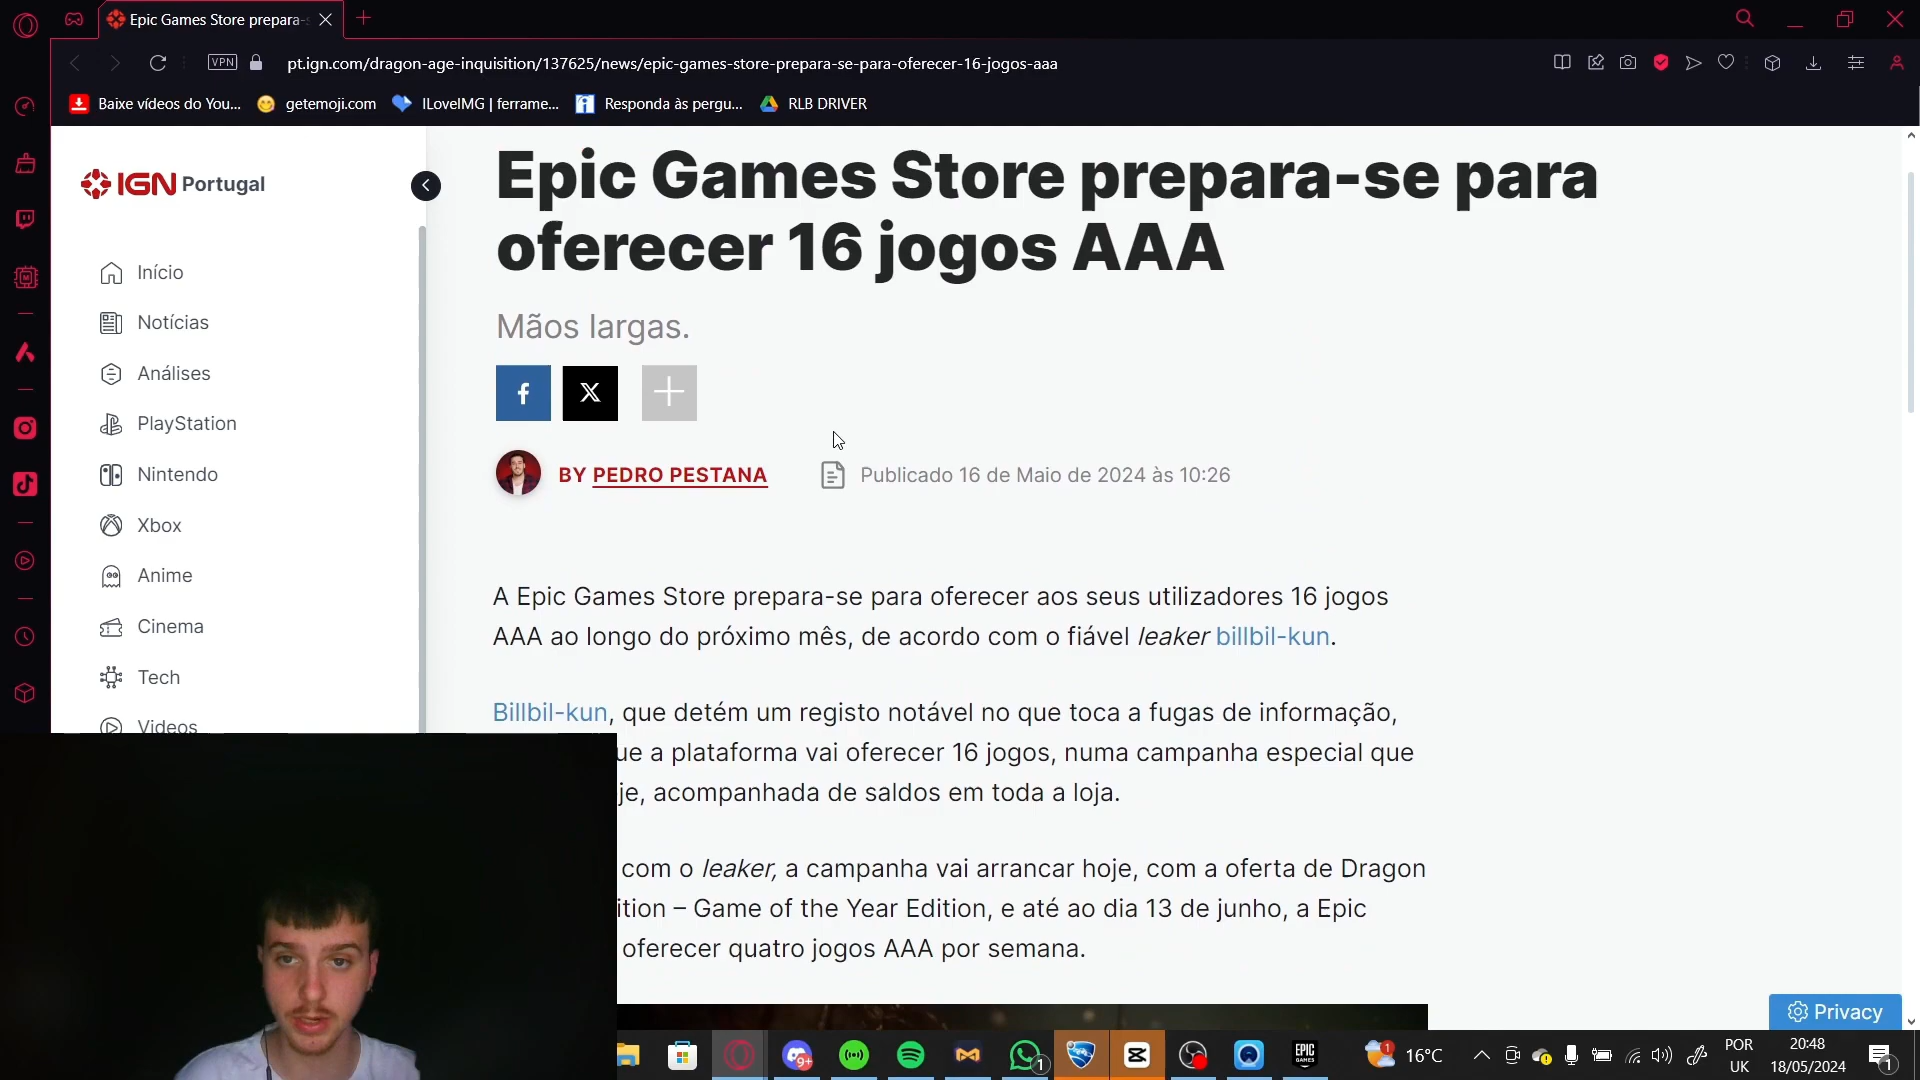 Epic Games Store prepara-s
VPN
pt.ign.com/dragon-age-inquisition/137625/news/epic-games-store-prepara-se-para-oferecer-16-jogos-aaa
Baixe vídeos do You...
getemoji.com
ILoveIMG | ferrame...
Responda às pergu...
RLB DRIVER
IGN Portugal
Início
Notícias
Análises
PlayStation
Nintendo
Xbox
Anime
Cinema
Tech
Videos
Epic Games Store prepara-se para
oferecer 16 jogos AAA
Mãos largas.
BY PEDRO PESTANA
Publicado 16 de Maio de 2024 às 10:26
A Epic Games Store prepara-se para oferecer aos seus utilizadores 16 jogos
AAA ao longo do próximo mês, de acordo com o fiável leaker billbil-kun.
Billbil-kun, que detém um registo notável no que toca a fugas de informação,
ue a plataforma vai oferecer 16 jogos, numa campanha especial que
je, acompanhada de saldos em toda a loja.
com o leaker, a campanha vai arrancar hoje, com a oferta de Dragon
ition – Game of the Year Edition, e até ao dia 13 de junho, a Epic
oferecer quatro jogos AAA por semana.
Privacy
9+
1
EPIC
GAMES
1
16°C
POR
UK
20:48
18/05/2024
1